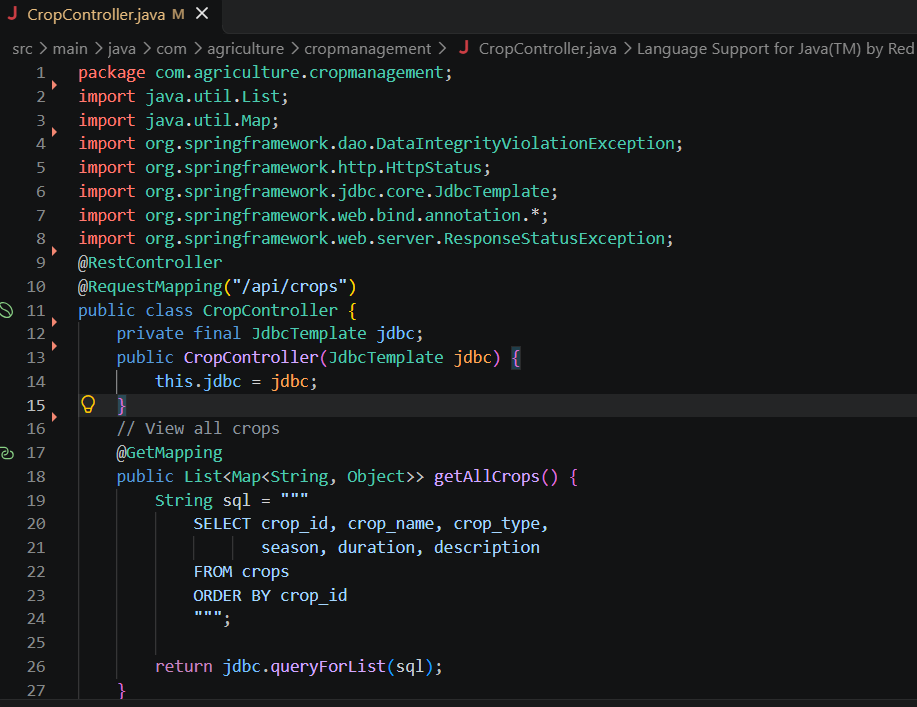 J CropController.java M ×
src > main > java > com > agriculture > cropmanagement > J CropController.java > Language Support for Java(TM) by Red
1 package com.agriculture.cropmanagement;
2 import java.util.List;
3 import java.util.Map;
4 import org.springframework.dao.DataIntegrityViolationException;
5 import org.springframework.http.HttpStatus;
6 import org.springframework.jdbc.core.JdbcTemplate;
7 import org.springframework.web.bind.annotation.*;
8 import org.springframework.web.server.ResponseStatusException;
9 @RestController
10 @RequestMapping("/api/crops")
11 public class CropController {
12     private final JdbcTemplate jdbc;
13     public CropController(JdbcTemplate jdbc) {
14         this.jdbc = jdbc;
15     }
16     // View all crops
17     @GetMapping
18     public List<Map<String, Object>> getAllCrops() {
19         String sql = """
20             SELECT crop_id, crop_name, crop_type,
21                    season, duration, description
22             FROM crops
23             ORDER BY crop_id
24             """;
25
26         return jdbc.queryForList(sql);
27     }